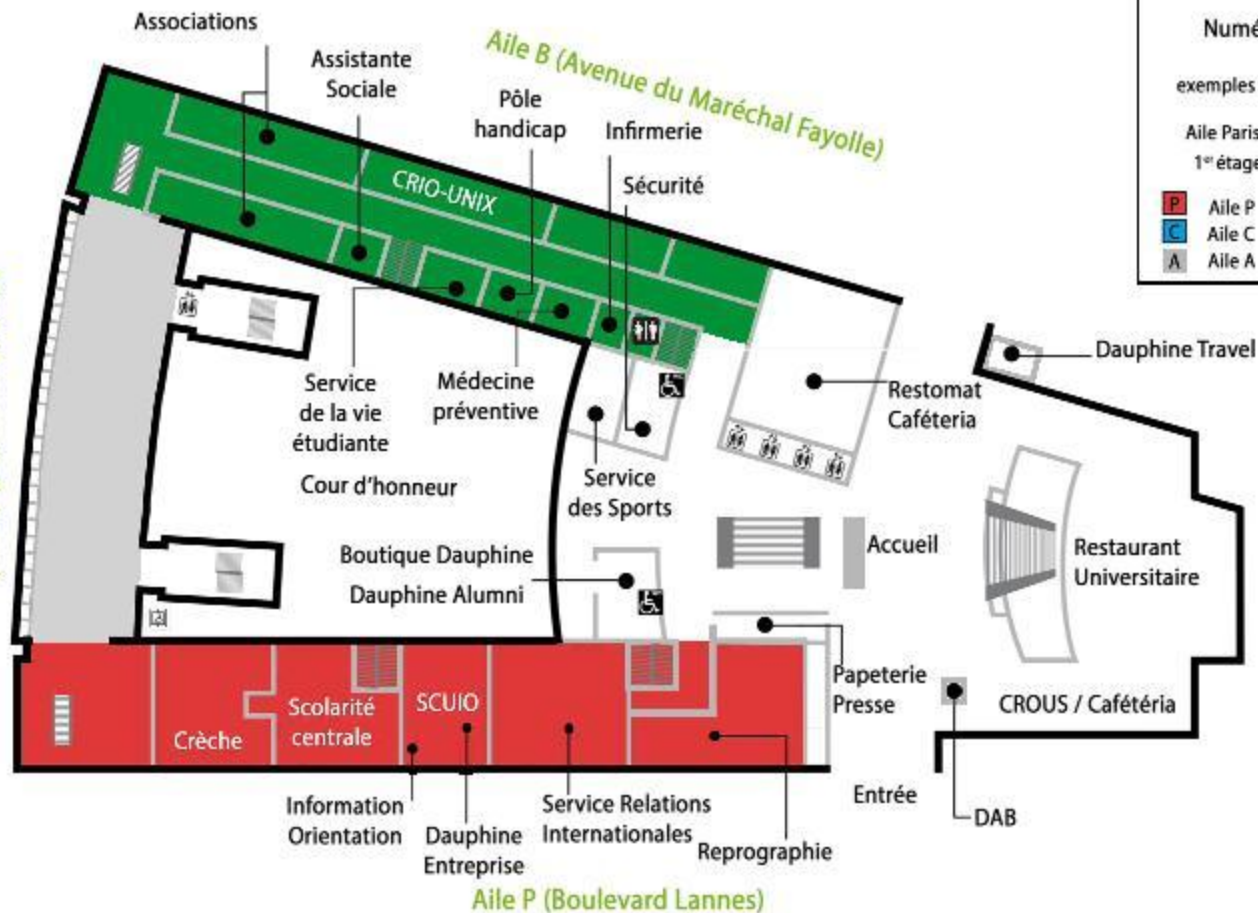 Associations
Assistante
Sociale
Aile B (Avenue du Maréchal Fayolle)
Pôle
handicap
Infirmerie
Sécurité
exemples
Aile Paris
1er étage
P Aile P
C Aile C
A Aile A
CRIO-UNIX
Dauphine Travel
Service
de la vie
étudiante
Médecine
préventive
Restomat
Caféteria
Cour d'honneur
Service
des Sports
Boutique Dauphine
Dauphine Alumni
Accueil
Restaurant
Universitaire
Papeterie
Presse
CROUS / Cafétéria
Crèche
Scolarité
centrale
SCUIO
Entrée
DAB
Information
Orientation
Dauphine
Entreprise
Service Relations
Internationales
Reprographie
Aile P (Boulevard Lannes)